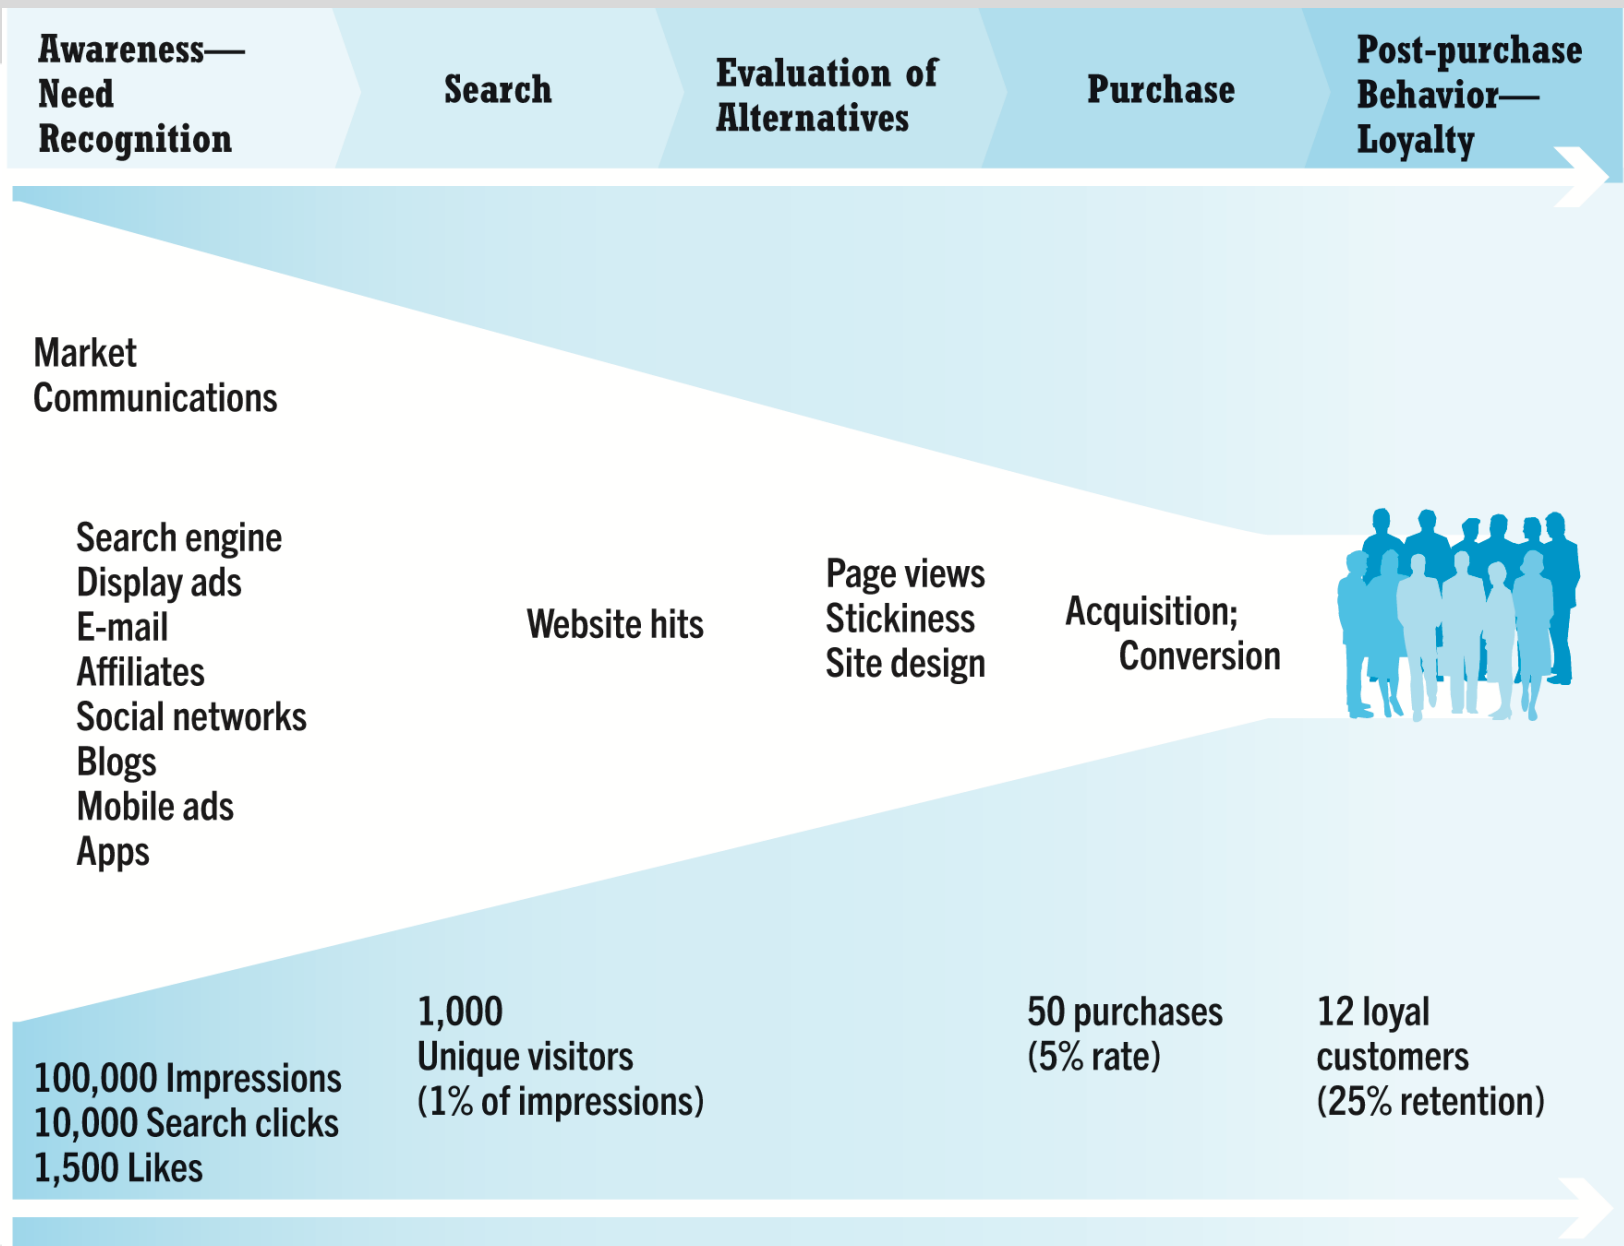 Awareness—
Need
Recognition
Search
Evaluation of
Alternatives
Purchase
Post-purchase
Behavior—
Loyalty
Market
Communications
Search engine
Display ads
E-mail
Affiliates
Social networks
Blogs
Mobile ads
Apps
Website hits
Page views
Stickiness
Site design
Acquisition;
Conversion
100,000 Impressions
10,000 Search clicks
1,500 Likes
1,000
Unique visitors
(1% of impressions)
50 purchases
(5% rate)
12 loyal
customers
(25% retention)